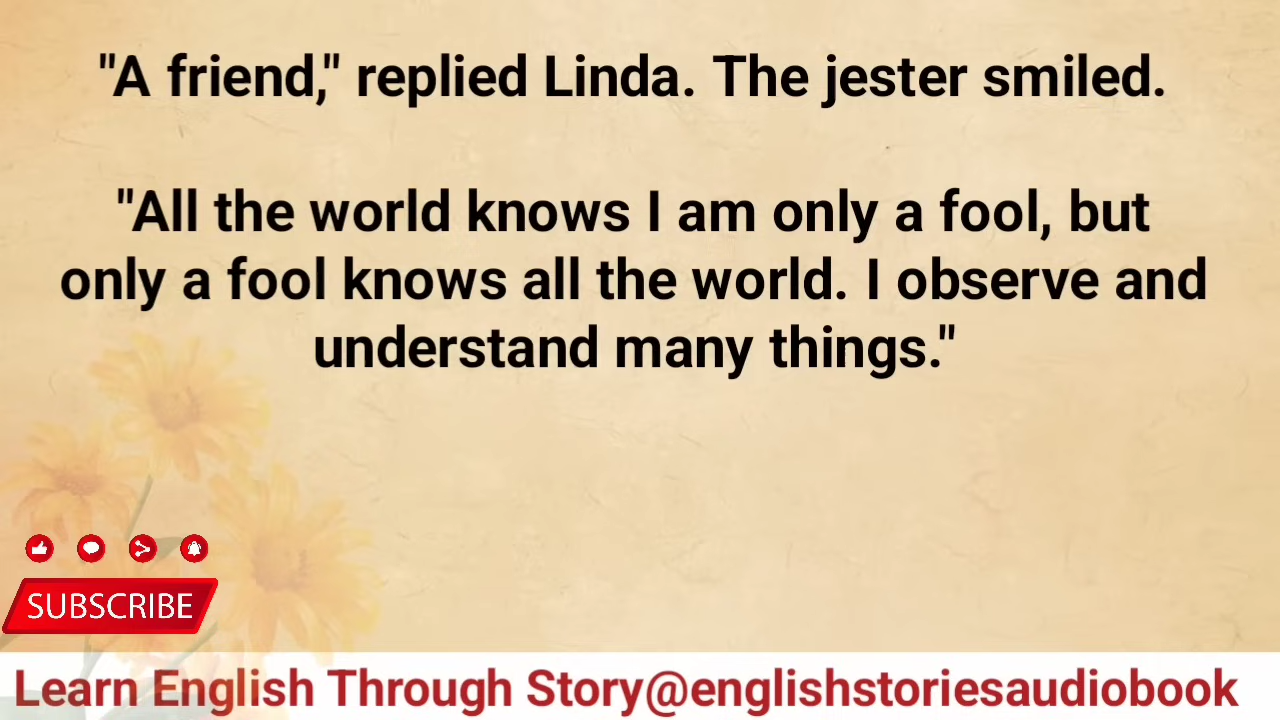 "A friend," replied Linda. The jester smiled.
"All the world knows I am only a fool, but
only a fool knows all the world. I observe and
understand many things."
SUBSCRIBE
Learn English Through Story@englishstoriesaudiobook